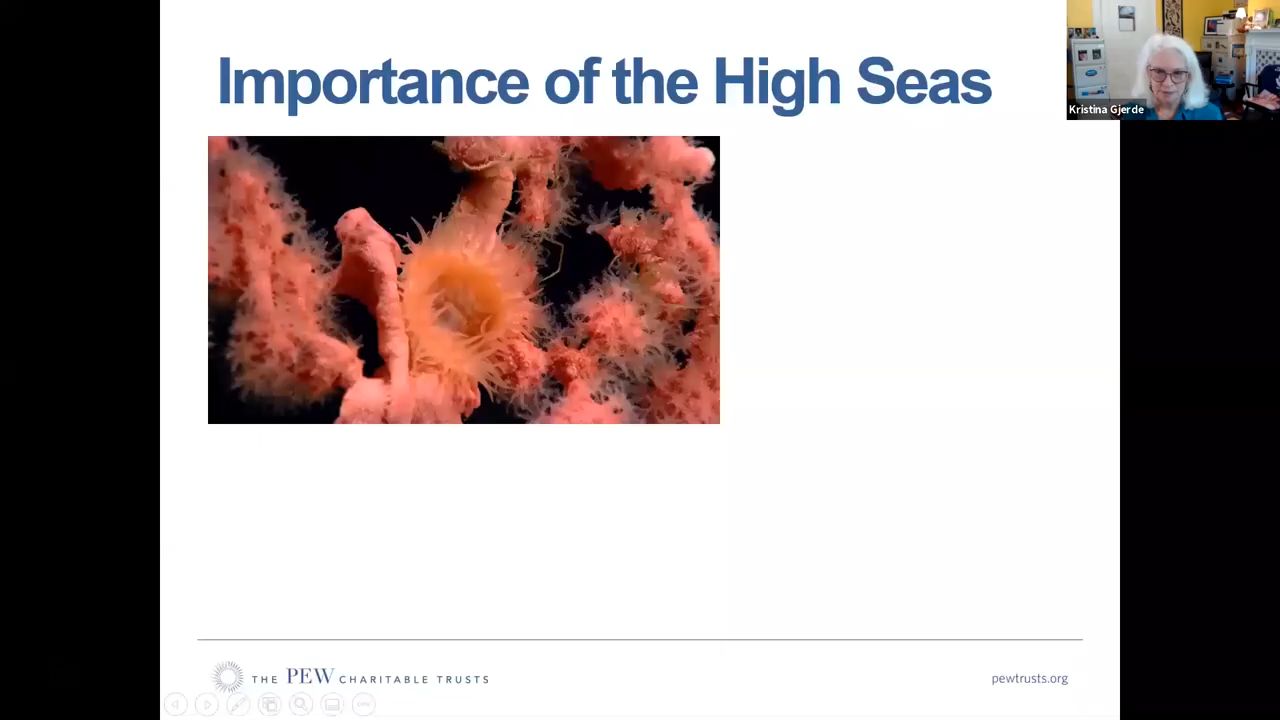 Importance of the High Seas
Kristina Gjerde
THE PEW CHARITABLE TRUSTS
pewtrusts.org